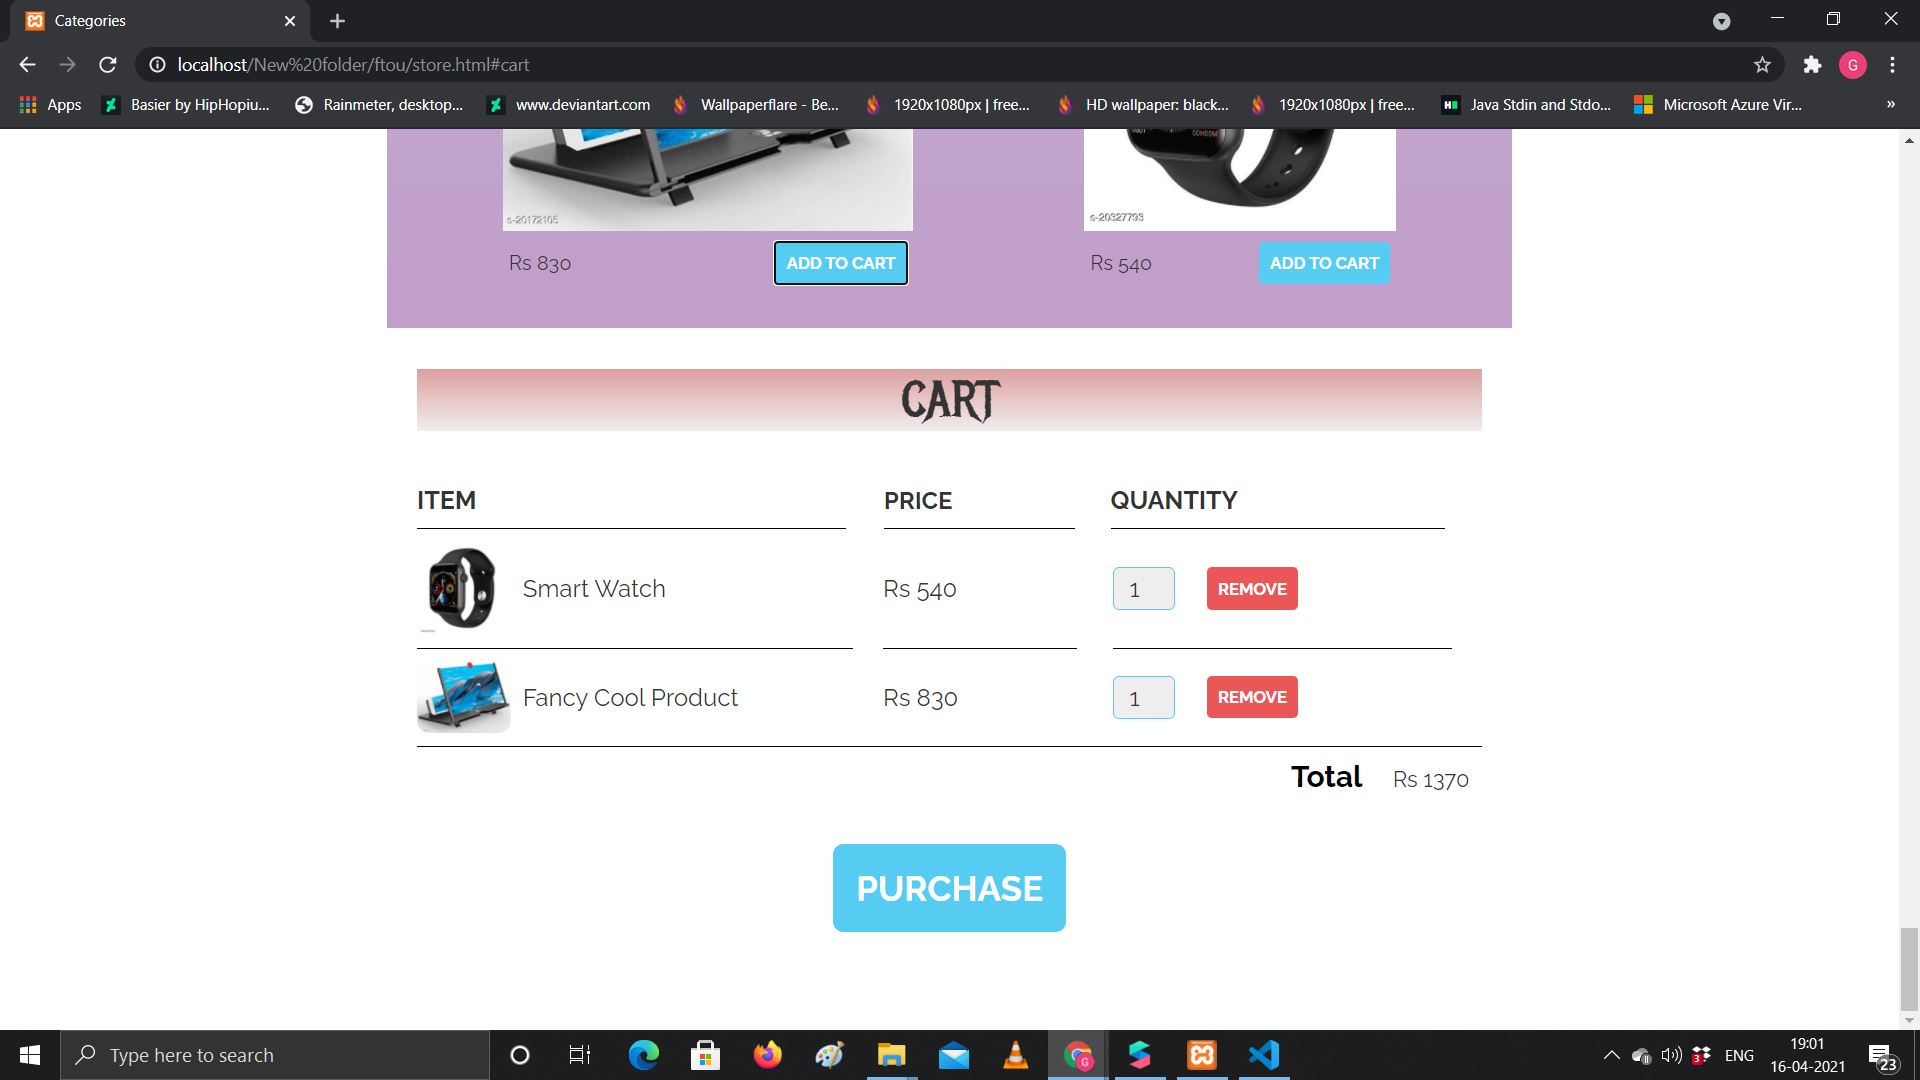 Categories
localhost/New%20folder/ftou/store.html#cart
Apps Basier by HipHopiu... Rainmeter, desktop... www.deviantart.com Wallpaperflare - Be... 1920x1080px | free... HD wallpaper: black... 1920x1080px | free... Java Stdin and Stdo... Microsoft Azure Vir... »
s-20172105 s-20327793
Rs 830 ADD TO CART Rs 540 ADD TO CART
CART
ITEM PRICE QUANTITY
Smart Watch Rs 540 1 REMOVE
Fancy Cool Product Rs 830 1 REMOVE
Total Rs 1370
PURCHASE
Type here to search
ENG
19:01
16-04-2021
23